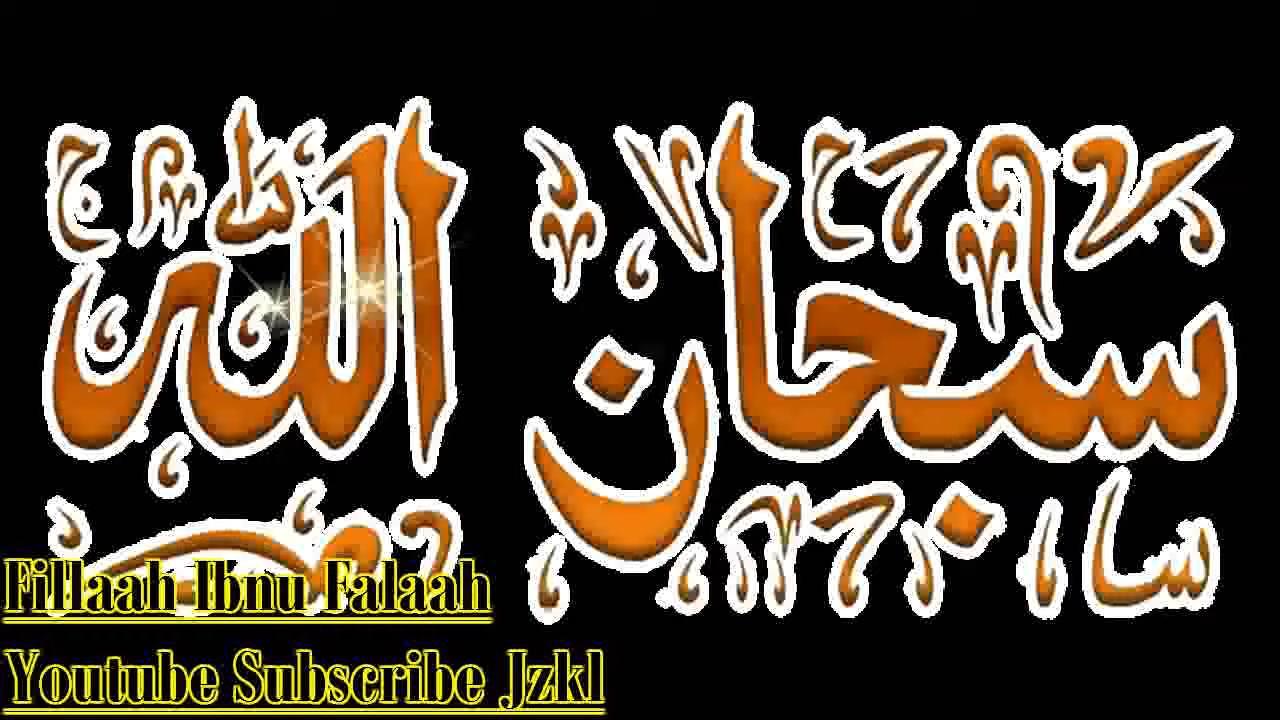 سبحان الله
Fillaah Ibnu Falaah
Youtube Subscribe Jzkl